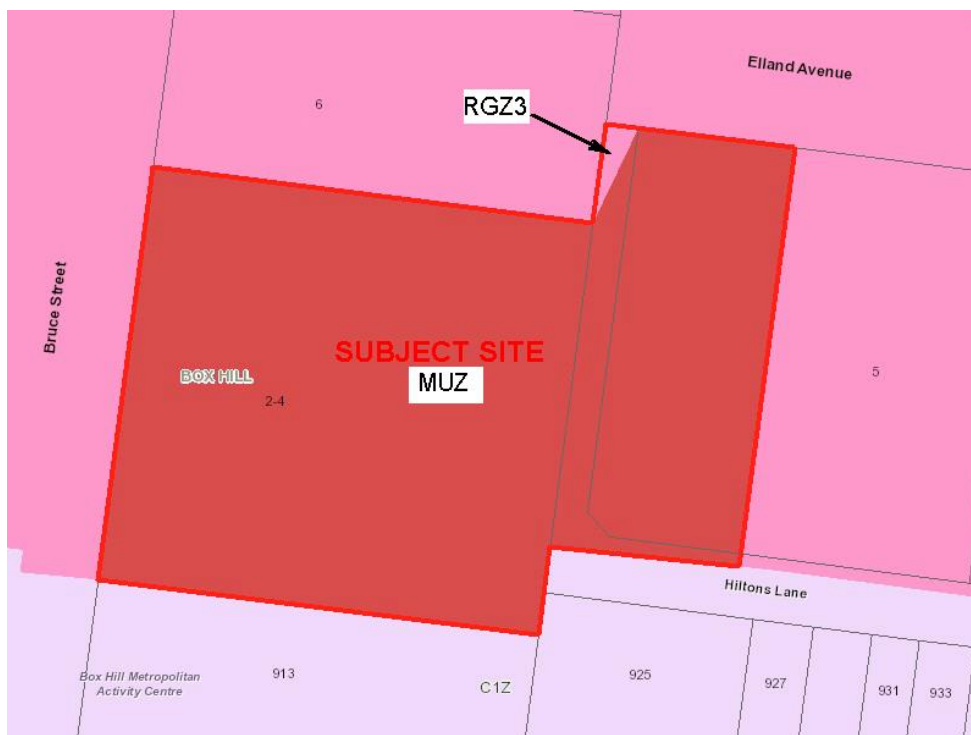 Elland Avenue
6
RGZ3
Bruce Street
SUBJECT SITE
BOX HILL
MUZ
2-4
5
Hiltons Lane
Box Hill Metropolitan
Activity Centre
913
C1Z
925
927
931
933